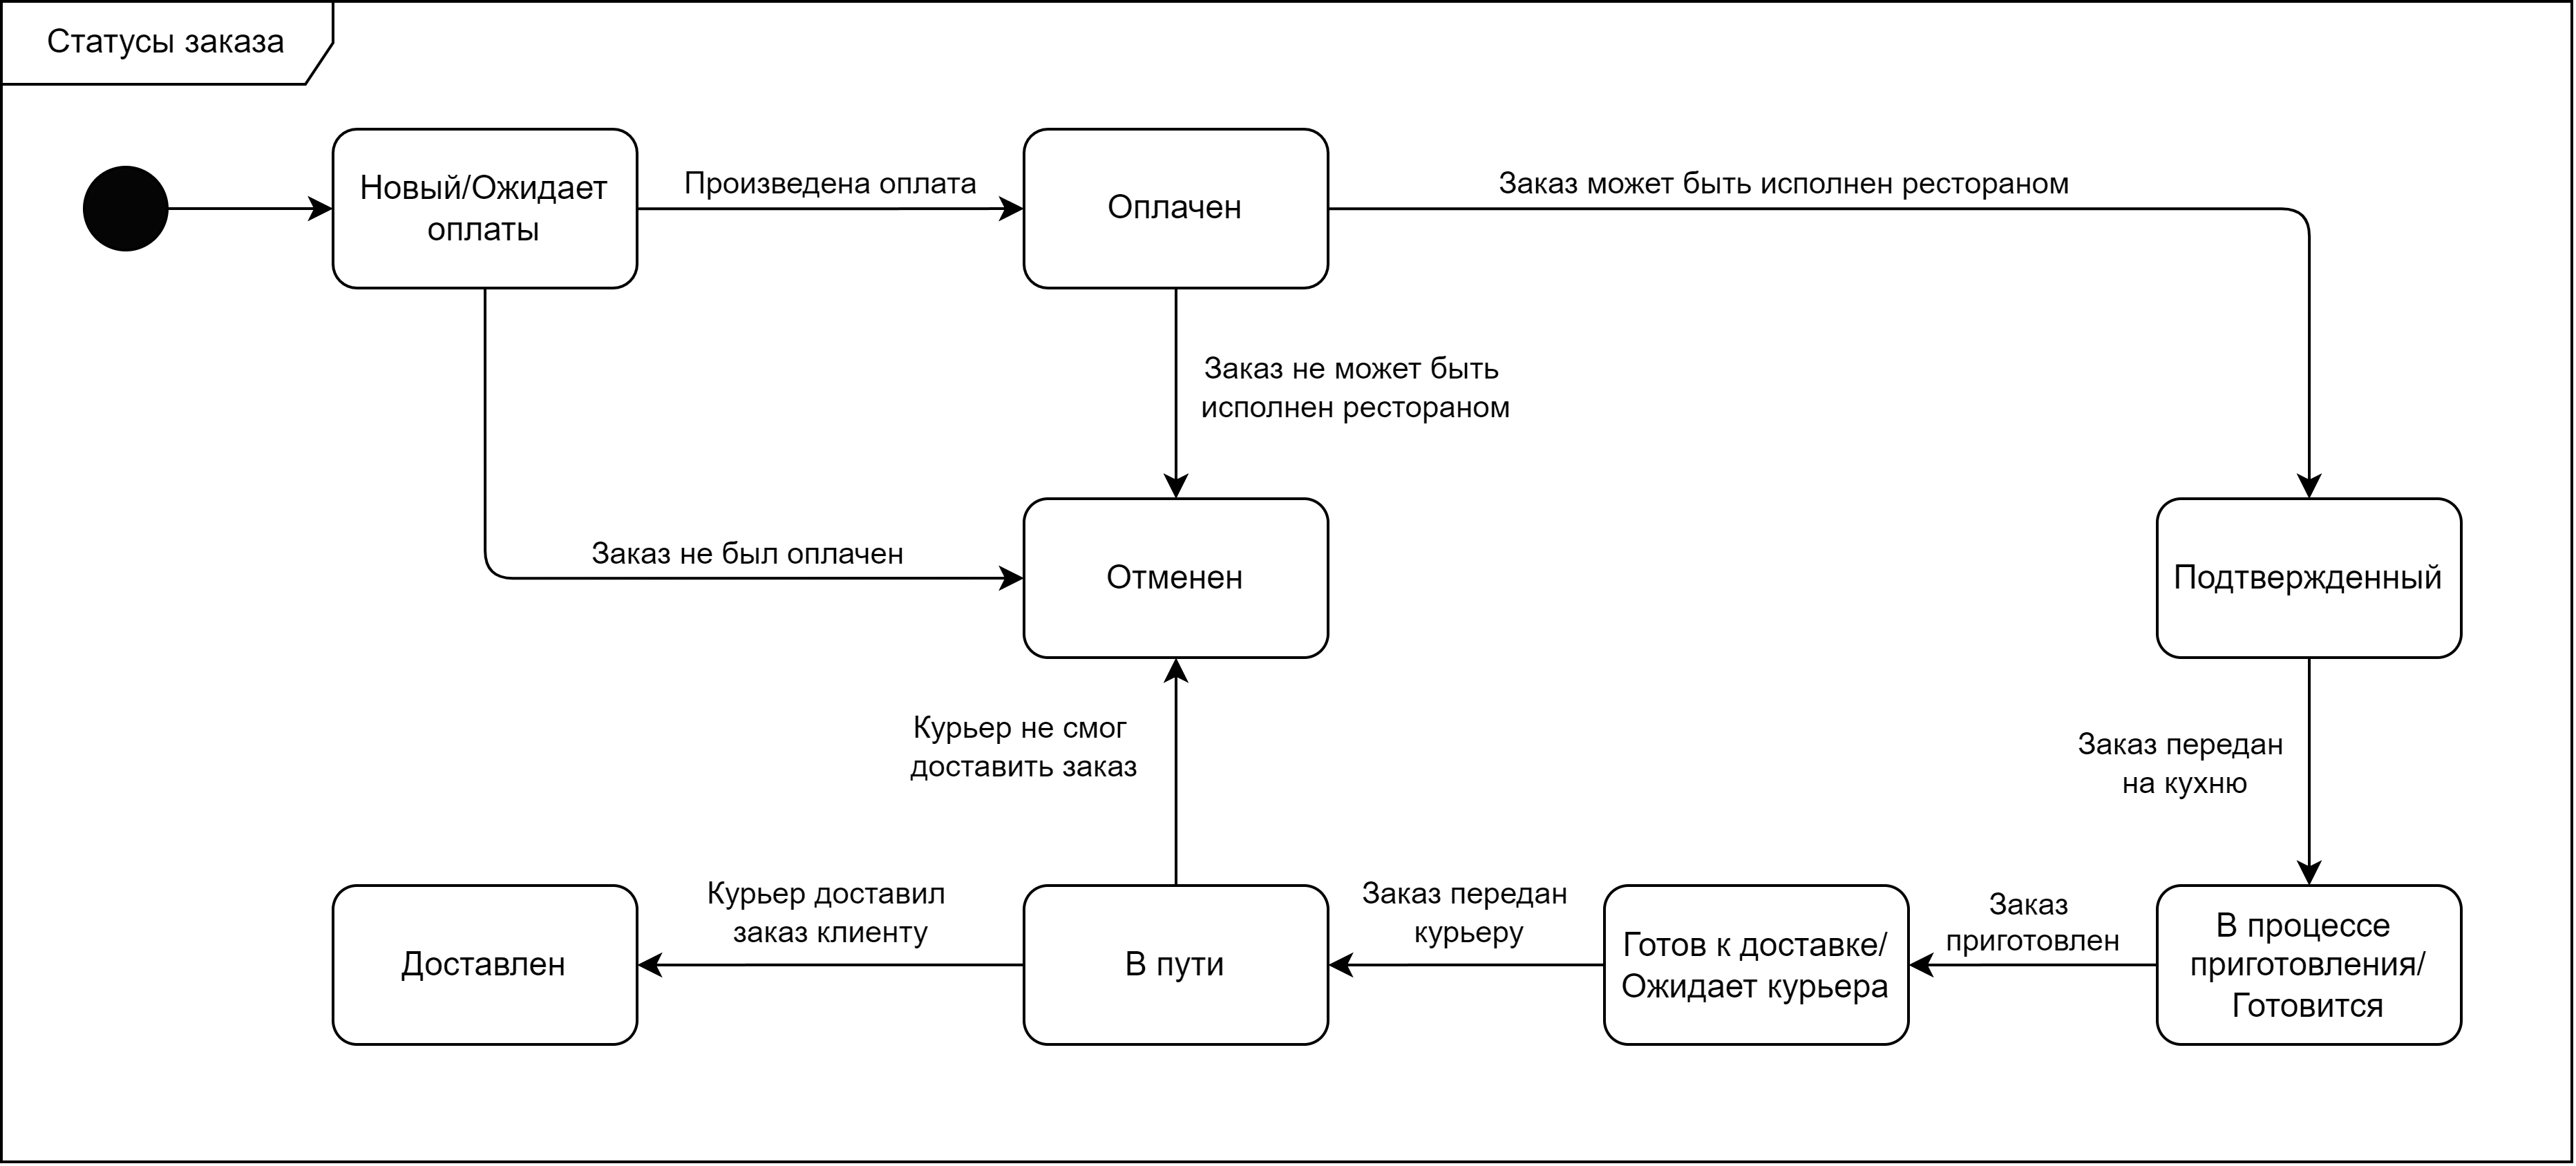 Статусы заказа
Новый/Ожидает
оплаты
Произведена оплата
Оплачен
Заказ может быть исполнен рестораном
Заказ не может быть
исполнен рестораном
Заказ не был оплачен
Отменен
Подтвержденный
Курьер не смог
доставить заказ
Заказ передан
на кухню
Доставлен
Курьер доставил
заказ клиенту
В пути
Заказ передан
курьеру
Готов к доставке/
Ожидает курьера
Заказ
приготовлен
В процессе
приготовления/
Готовится